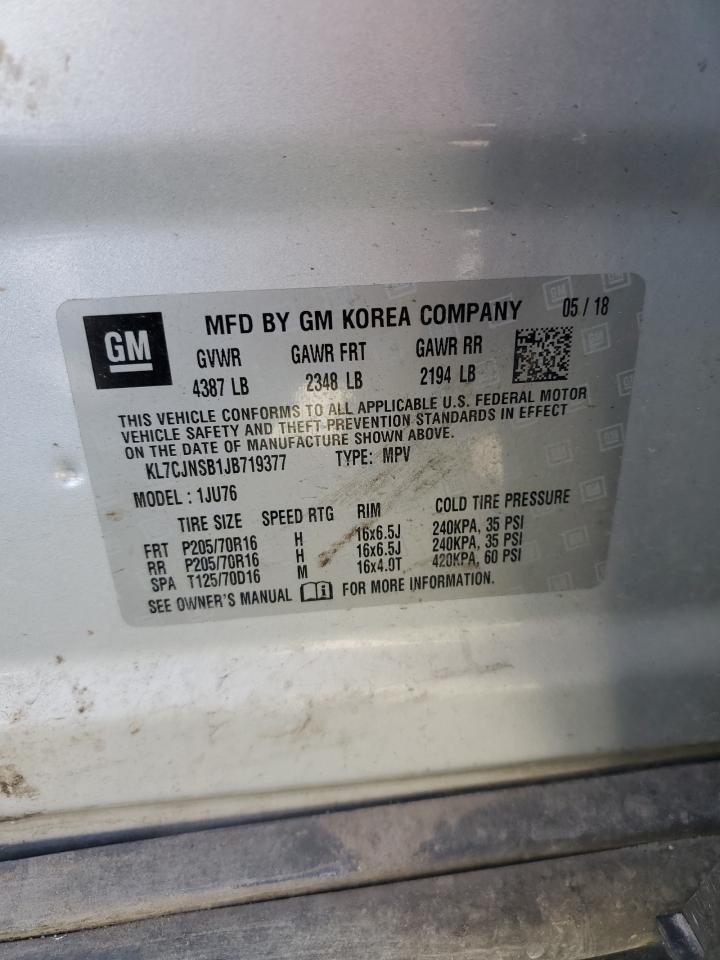 GM
MFD BY GM KOREA COMPANY 05 / 18
GVWR GAWR FRT GAWR RR
4387 LB 2348 LB 2194 LB
THIS VEHICLE CONFORMS TO ALL APPLICABLE U.S. FEDERAL MOTOR
VEHICLE SAFETY AND THEFT PREVENTION STANDARDS IN EFFECT
ON THE DATE OF MANUFACTURE SHOWN ABOVE.
KL7CJNSB1JB719377 TYPE: MPV
MODEL : 1JU76
TIRE SIZE SPEED RTG RIM COLD TIRE PRESSURE
FRT P205/70R16 H 16x6.5J 240KPA, 35 PSI
RR P205/70R16 H 16x6.5J 240KPA, 35 PSI
SPA T125/70D16 M 16x4.0T 420KPA, 60 PSI
SEE OWNER'S MANUAL FOR MORE INFORMATION.